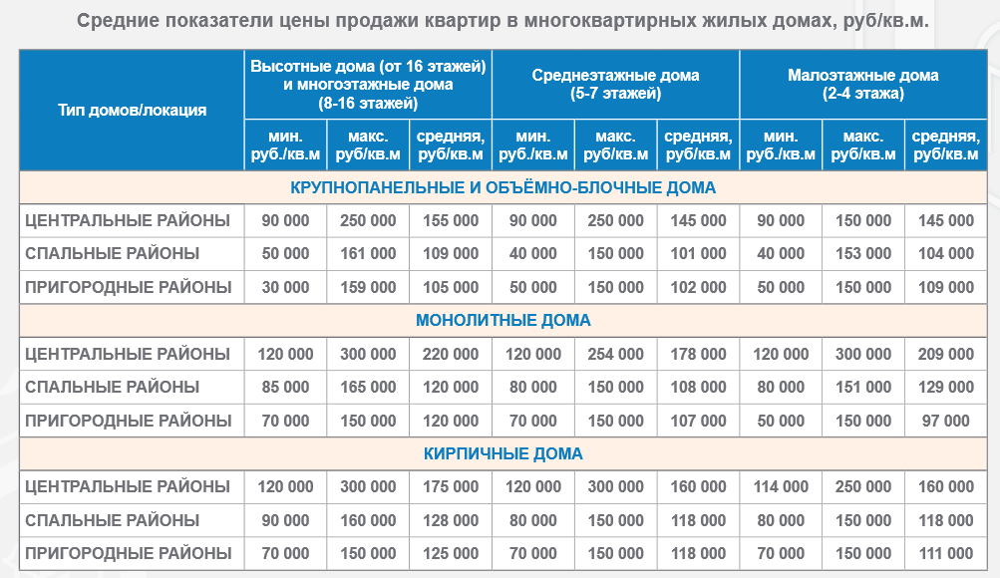 Средние показатели цены продажи квартир в многоквартирных жилых домах, руб/кв.м.
Тип домов/локация
Высотные дома (от 16 этажей)
и многоэтажные дома
(8-16 этажей)
Среднеэтажные дома
(5-7 этажей)
Малоэтажные дома
(2-4 этажа)
мин. макс. средняя, мин. макс. средняя, мин. макс. средняя,
руб./кв.м руб/кв.м руб/кв.м руб./кв.м руб/кв.м руб/кв.м руб./кв.м руб/кв.м руб/кв.м
КРУПНОПАНЕЛЬНЫЕ И ОБЪЁМНО-БЛОЧНЫЕ ДОМА
ЦЕНТРАЛЬНЫЕ РАЙОНЫ 90 000 250 000 155 000 90 000 250 000 145 000 90 000 150 000 145 000
СПАЛЬНЫЕ РАЙОНЫ 50 000 161 000 109 000 40 000 150 000 101 000 40 000 153 000 104 000
ПРИГОРОДНЫЕ РАЙОНЫ 30 000 159 000 105 000 50 000 150 000 102 000 50 000 150 000 109 000
МОНОЛИТНЫЕ ДОМА
ЦЕНТРАЛЬНЫЕ РАЙОНЫ 120 000 300 000 220 000 120 000 254 000 178 000 120 000 300 000 209 000
СПАЛЬНЫЕ РАЙОНЫ 85 000 165 000 120 000 80 000 150 000 108 000 80 000 151 000 129 000
ПРИГОРОДНЫЕ РАЙОНЫ 70 000 150 000 120 000 70 000 150 000 107 000 50 000 150 000 97 000
КИРПИЧНЫЕ ДОМА
ЦЕНТРАЛЬНЫЕ РАЙОНЫ 120 000 300 000 175 000 120 000 300 000 160 000 114 000 250 000 160 000
СПАЛЬНЫЕ РАЙОНЫ 90 000 160 000 128 000 80 000 150 000 118 000 80 000 150 000 118 000
ПРИГОРОДНЫЕ РАЙОНЫ 70 000 150 000 125 000 70 000 150 000 118 000 70 000 150 000 111 000